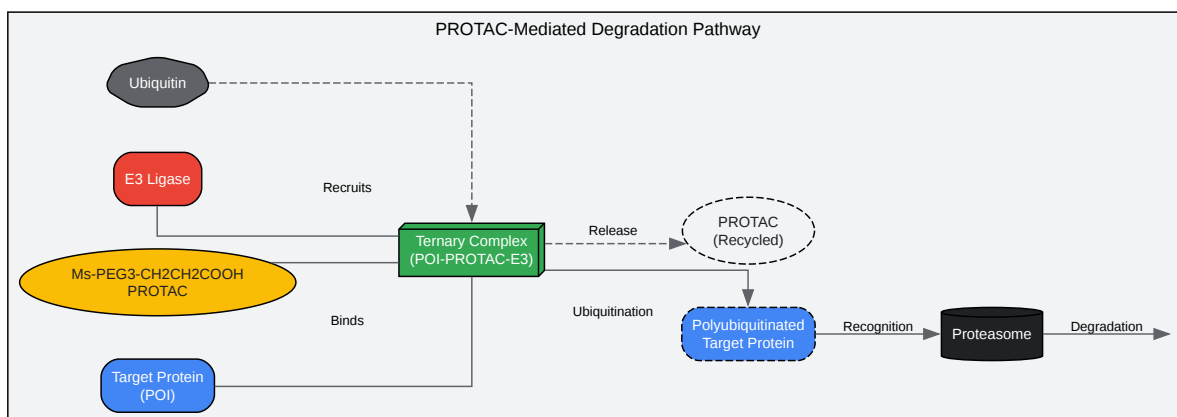 PROTAC-Mediated Degradation Pathway
Ubiquitin
E3 Ligase
Recruits
Ms-PEG3-CH2CH2COOH
PROTAC
Binds
Target Protein
(POI)
Ternary Complex
(POI-PROTAC-E3)
Release
PROTAC
(Recycled)
Ubiquitination
Polyubiquitinated
Target Protein
Recognition
Proteasome
Degradation